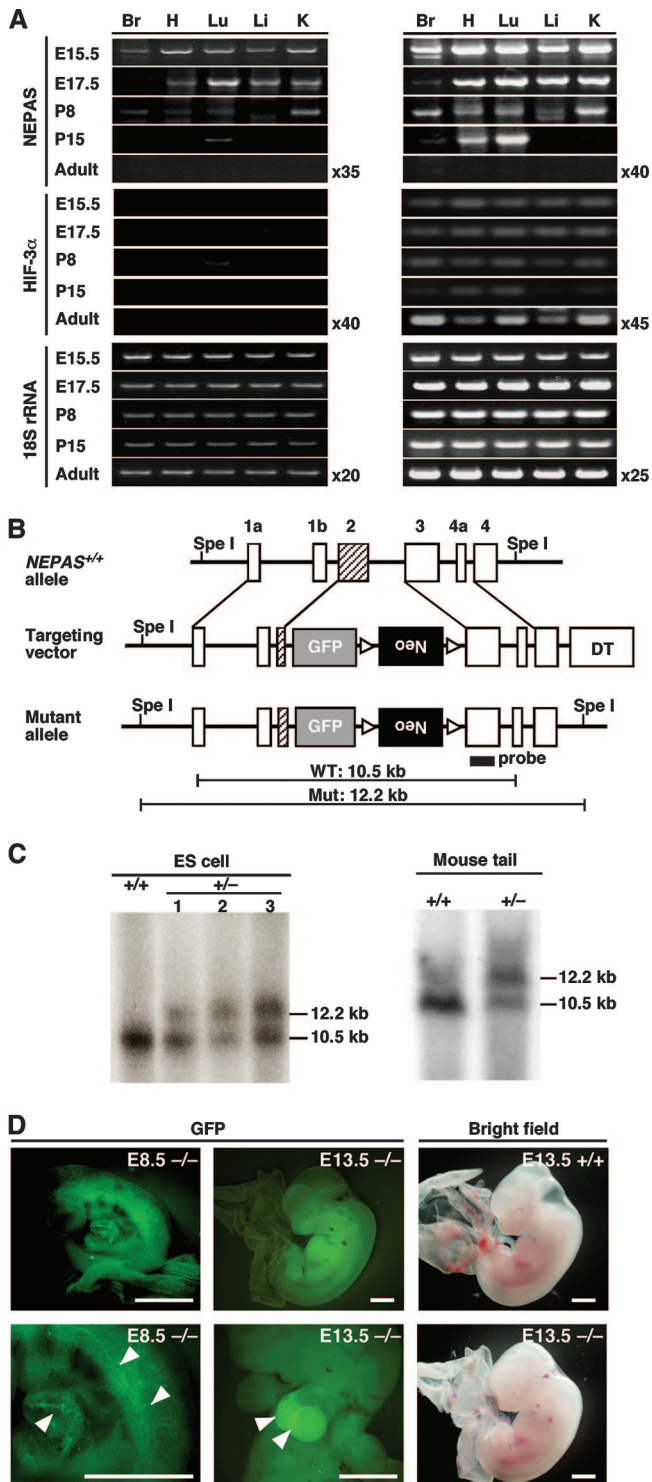 A
Br H Lu Li K
Br H Lu Li K
NEPAS
E15.5
E17.5
P8
P15
Adult
x35
x40
HIF-3α
E15.5
E17.5
P8
P15
Adult
x40
x45
18S rRNA
E15.5
E17.5
P8
P15
Adult
x20
x25
B
1a 1b 2 3 4a 4
Spe I Spe I
NEPAS+/+
allele
Targeting
vector
Spe I
GFP Neo DT
Mutant
allele
Spe I Spe I
GFP Neo
probe
WT: 10.5 kb
Mut: 12.2 kb
C
ES cell
+/+ +/−
1 2 3
12.2 kb
10.5 kb
Mouse tail
+/+ +/−
12.2 kb
10.5 kb
D
GFP Bright field
E8.5 −/− E13.5 −/− E13.5 +/+
E8.5 −/− E13.5 −/− E13.5 −/−